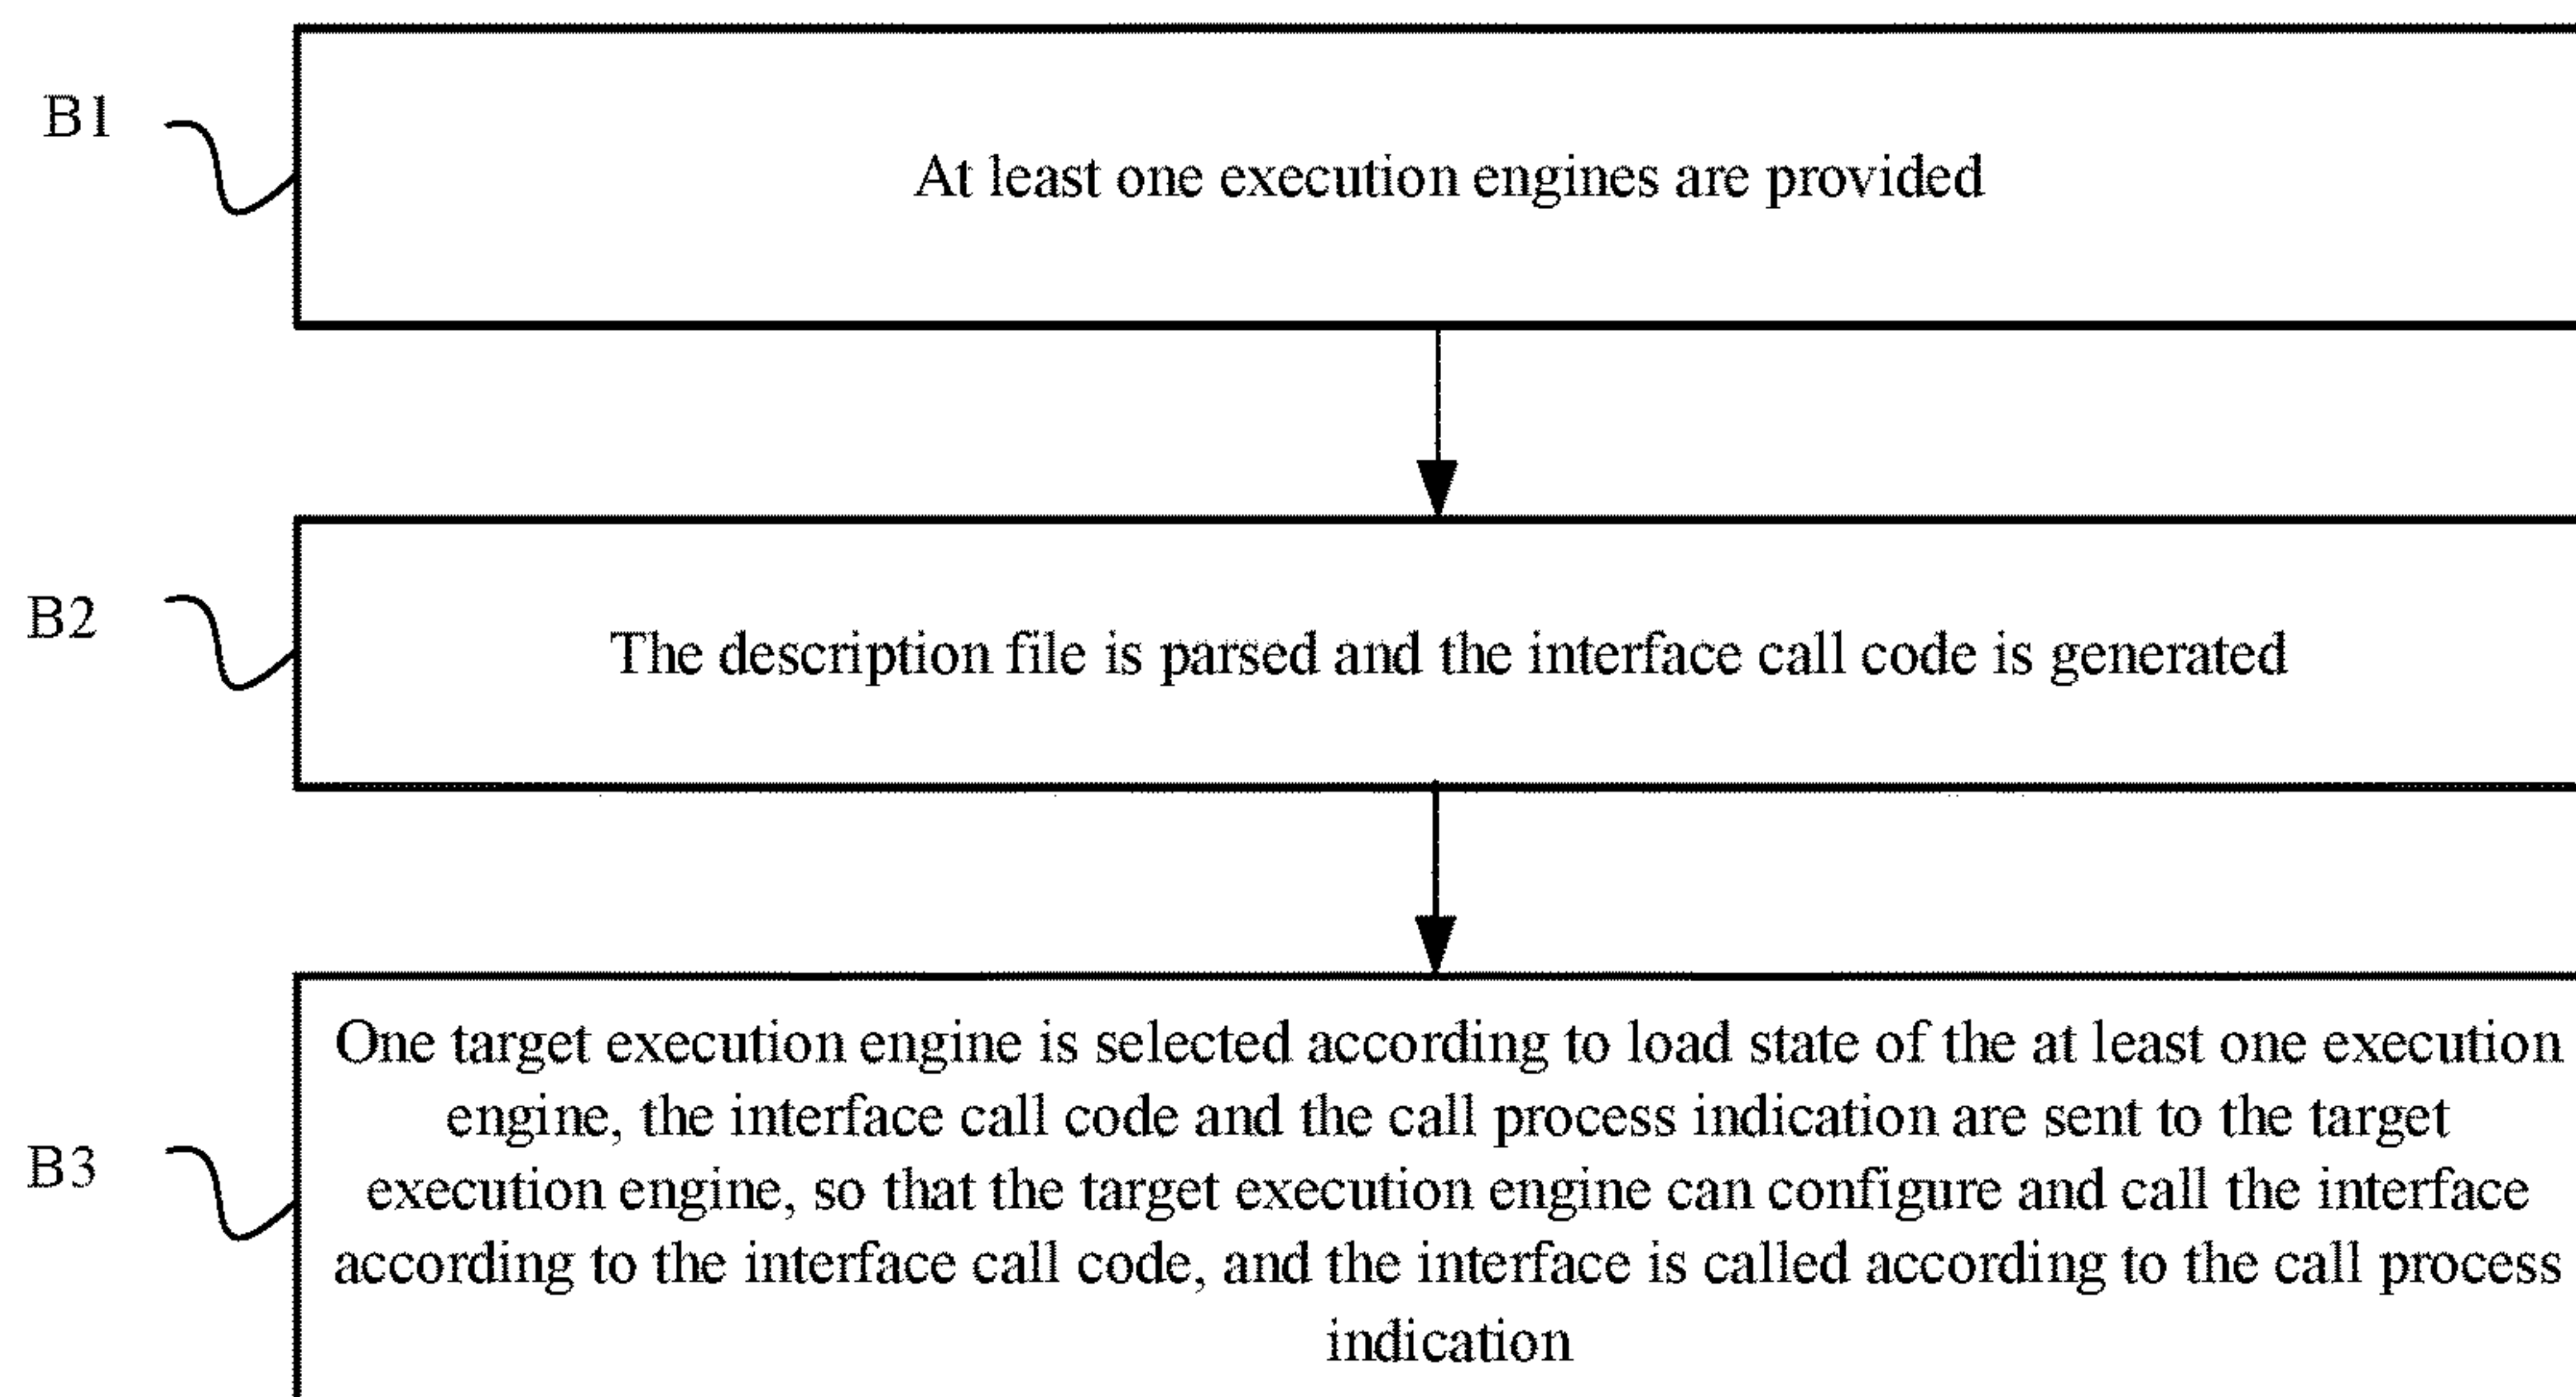 B1
At least one execution engines are provided
B2
The description file is parsed and the interface call code is generated
B3
One target execution engine is selected according to load state of the at least one execution
engine, the interface call code and the call process indication are sent to the target
execution engine, so that the target execution engine can configure and call the interface
according to the interface call code, and the interface is called according to the call process
indication